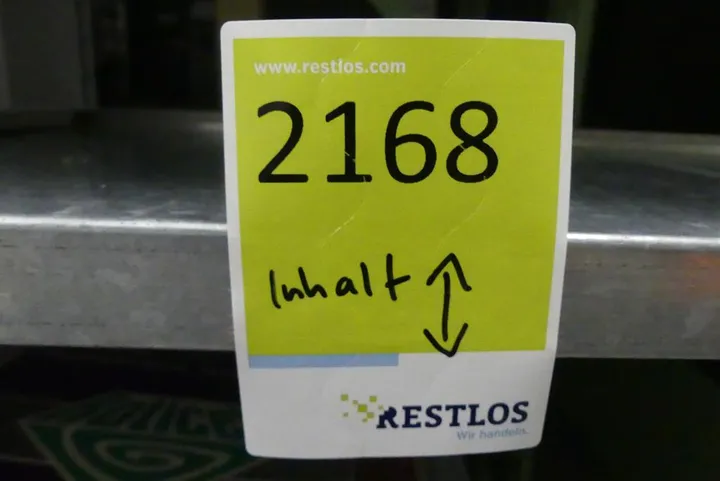 www.restlos.com
2168
Inhalt ↕
RESTLOS
Wir handeln.